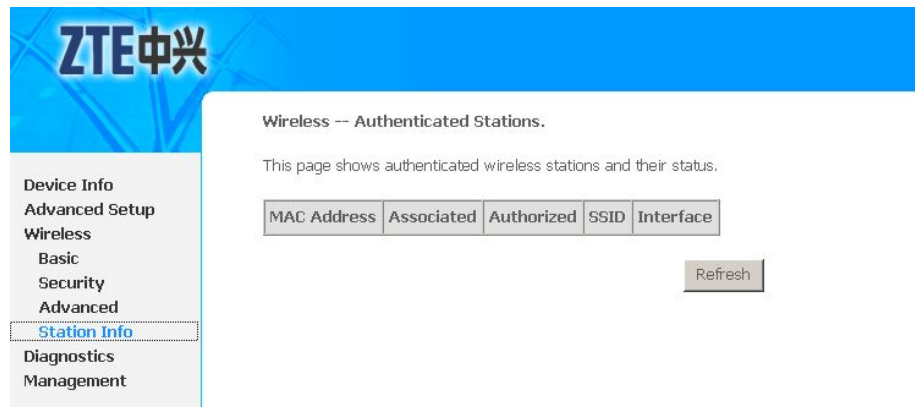 ZTE中兴
Wireless -- Authenticated Stations.
This page shows authenticated wireless stations and their status.
MAC Address Associated Authorized SSID Interface
Refresh
Device Info
Advanced Setup
Wireless
Basic
Security
Advanced
Station Info
Diagnostics
Management